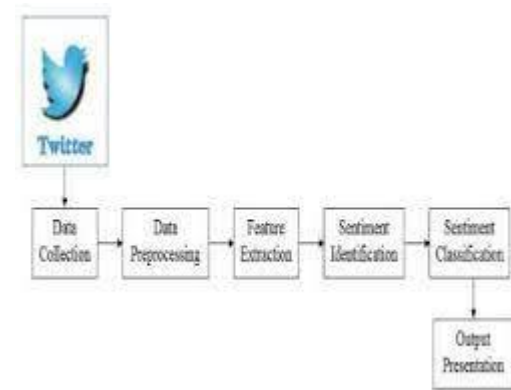 Twitter
Data
Collection
Data
Preprocessing
Feature
Extraction
Sentiment
Identification
Sentiment
Classification
Output
Presentation